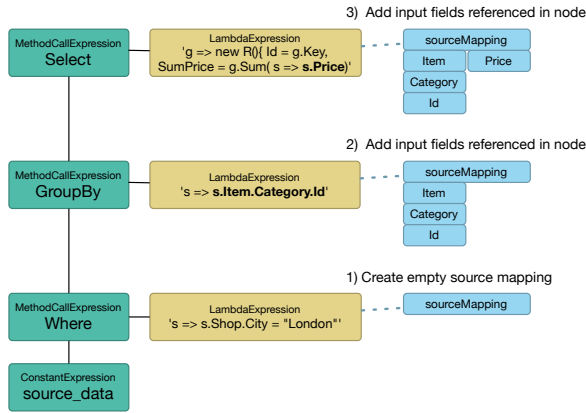 3) Add input fields referenced in node
MethodCallExpression
Select
LambdaExpression
'g => new R(){ Id = g.Key,
SumPrice = g.Sum( s => s.Price)'
sourceMapping
Item
Price
Category
Id
2) Add input fields referenced in node
MethodCallExpression
GroupBy
LambdaExpression
's => s.Item.Category.Id'
sourceMapping
Item
Category
Id
1) Create empty source mapping
MethodCallExpression
Where
LambdaExpression
's => s.Shop.City = "London"'
sourceMapping
ConstantExpression
source_data